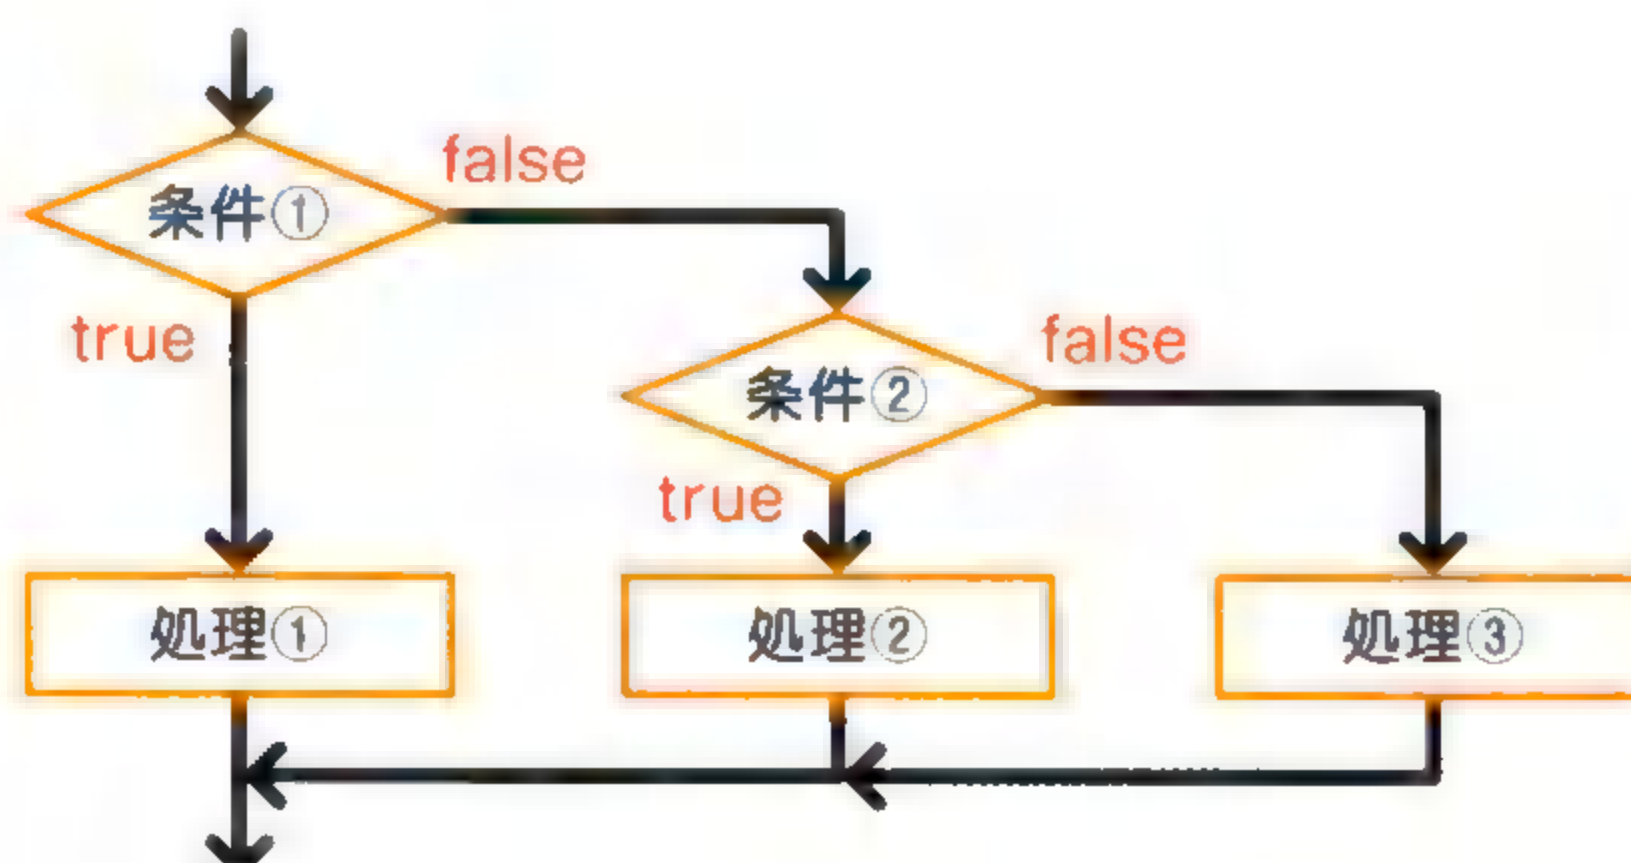 false
条件①
true
false
条件②
true
処理①
処理②
処理③